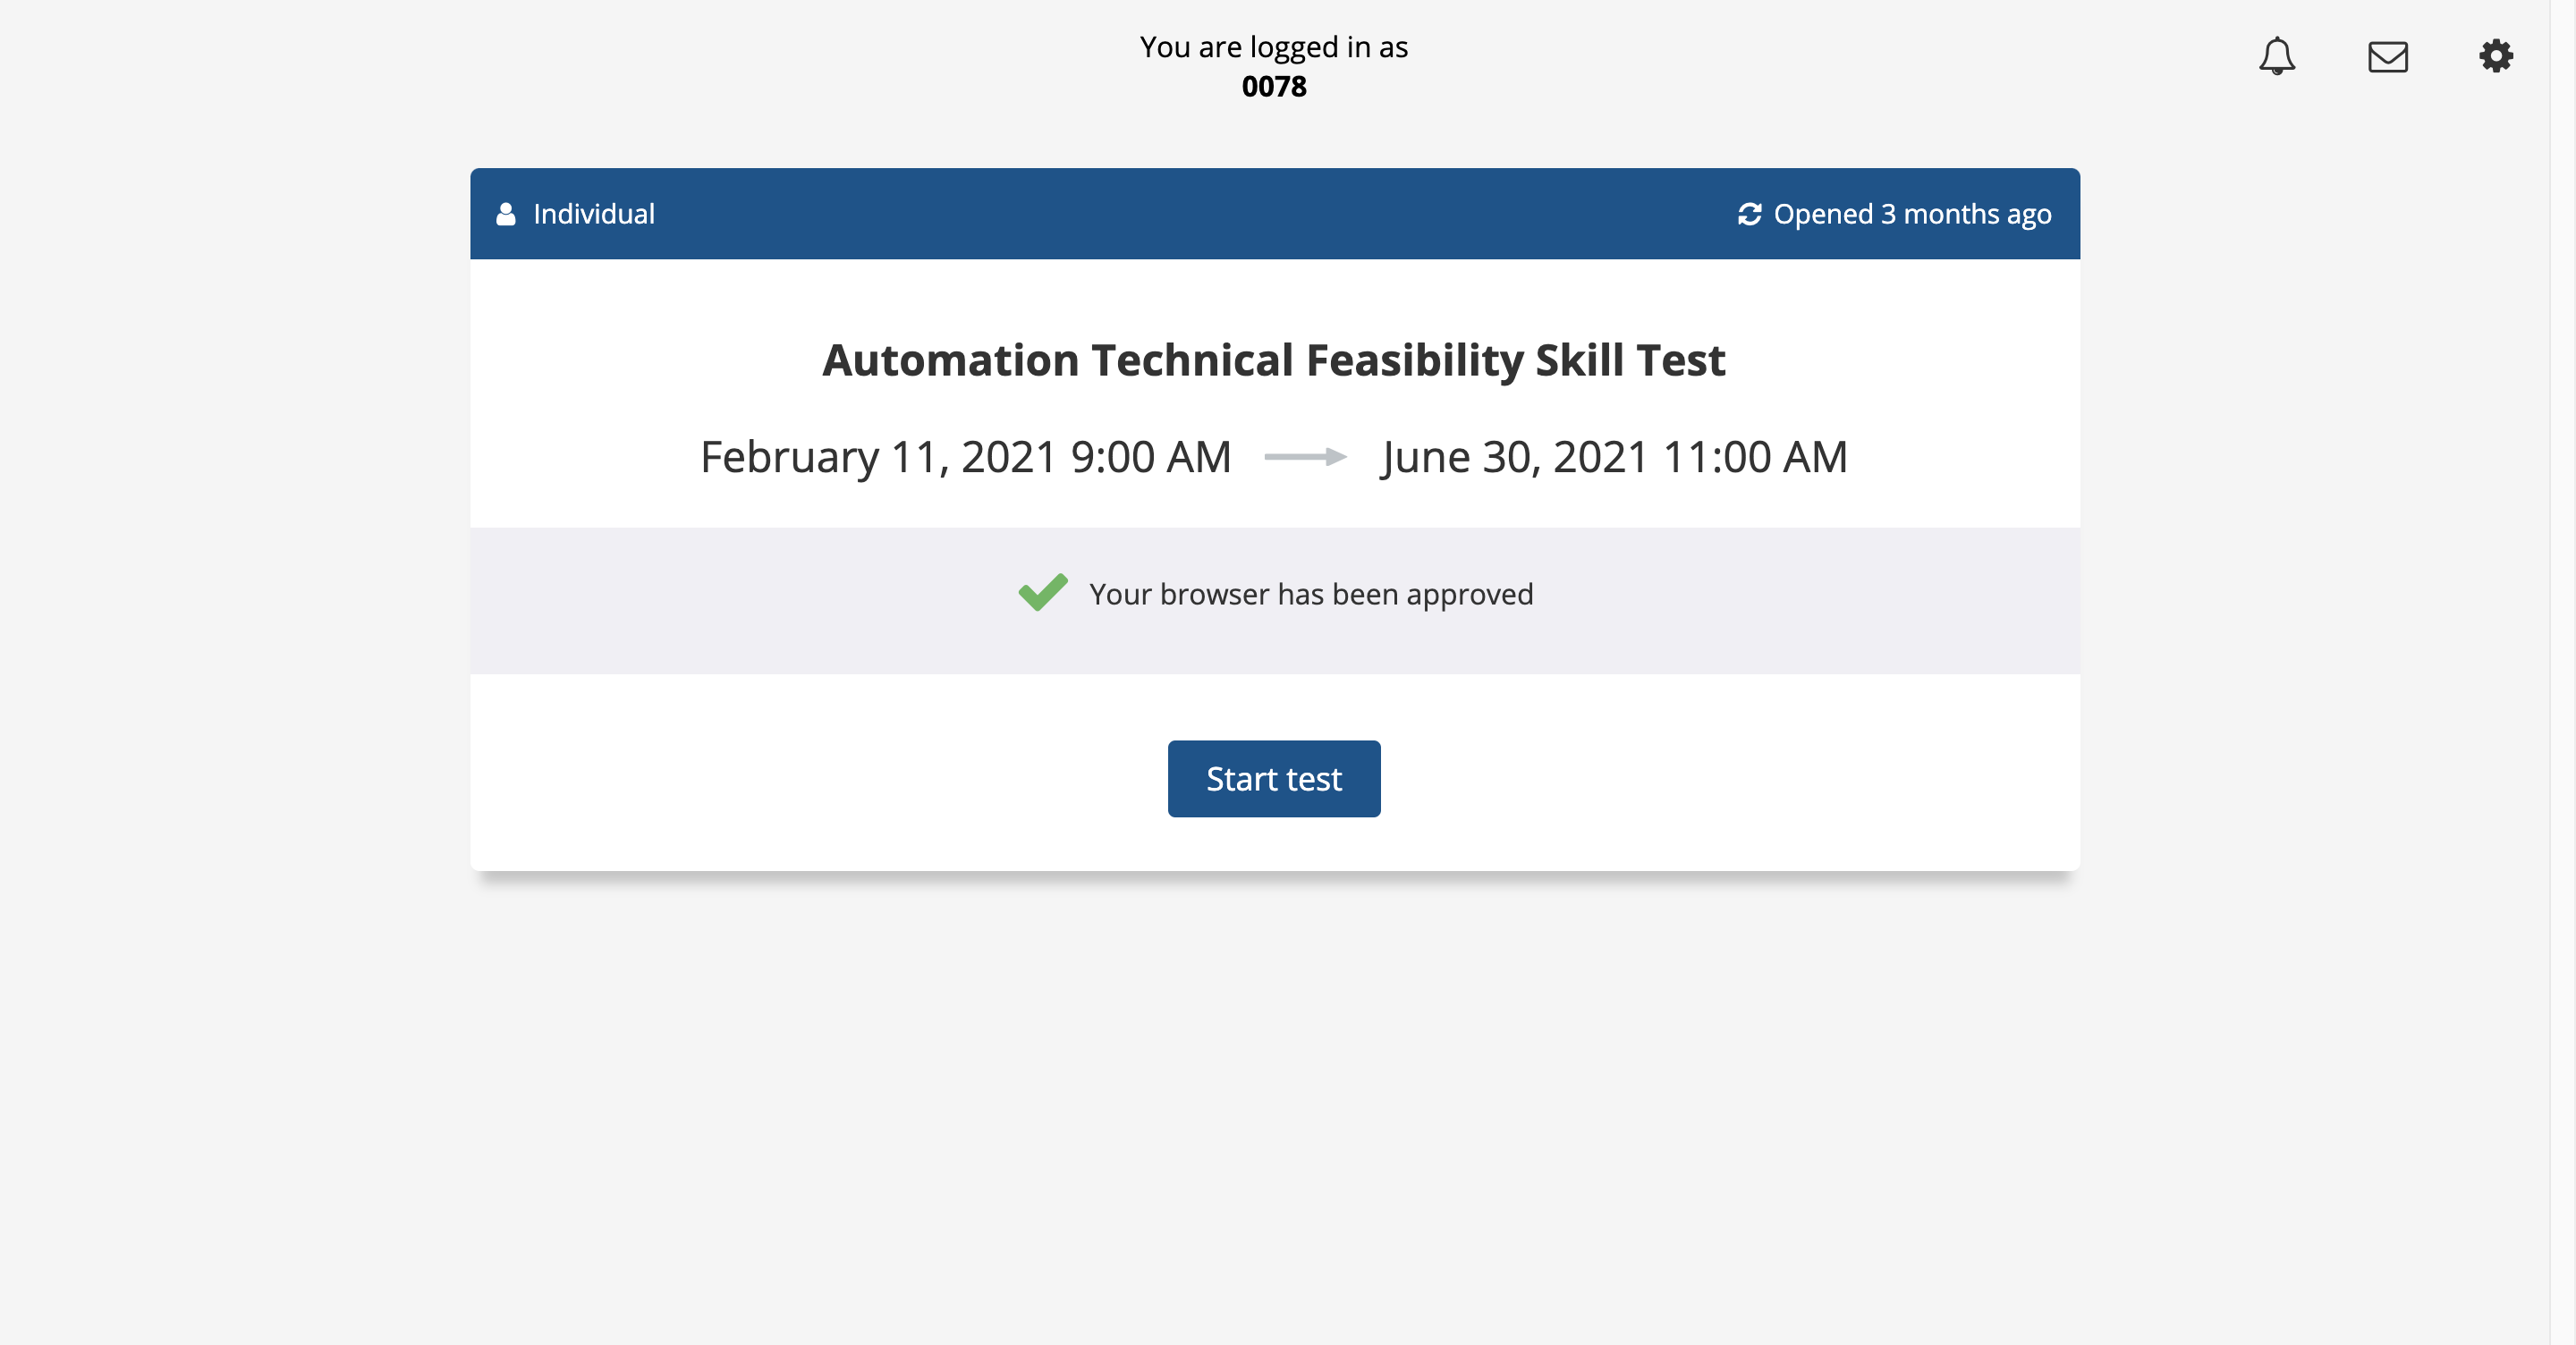 You are logged in as
0078
Individual
Opened 3 months ago
Automation Technical Feasibility Skill Test
February 11, 2021 9:00 AM June 30, 2021 11:00 AM
Your browser has been approved
Start test